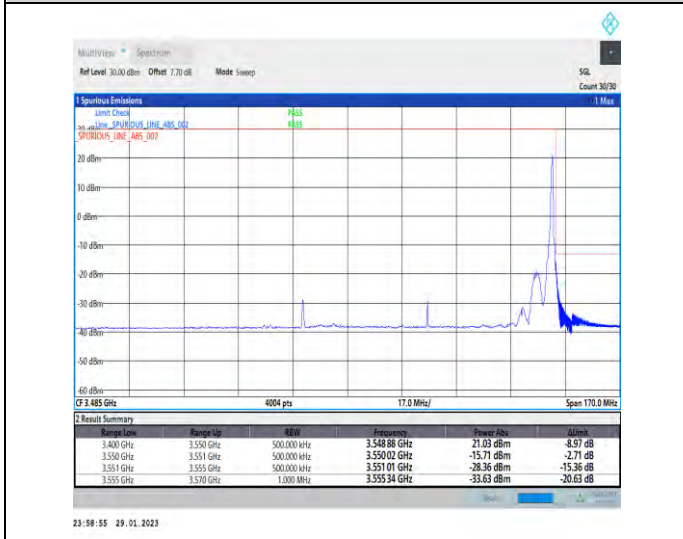 MultiView Spectrum
Ref Level 30.00 dBm Offset 7.70 dB Mode Sweep SGL
Count 30/30
1 Spurious Emissions 1 Max
Limit Check PASS
Line _SPURIOUS_LINE_ABS_002 PASS
_SPURIOUS_LINE_ABS_002
20 dBm
10 dBm
0 dBm
-10 dBm
-20 dBm
-30 dBm
-40 dBm
-50 dBm
-60 dBm
CF 3.485 GHz 4004 pts 17.0 MHz/ Span 170.0 MHz
2 Result Summary
Range Low Range Up RBW Frequency Power Abs ΔLimit
3.400 GHz 3.550 GHz 500.000 kHz 3.548 88 GHz 21.03 dBm -8.97 dB
3.550 GHz 3.551 GHz 500.000 kHz 3.550 02 GHz -15.71 dBm -2.71 dB
3.551 GHz 3.555 GHz 500.000 kHz 3.551 01 GHz -28.36 dBm -15.36 dB
3.555 GHz 3.570 GHz 1.000 MHz 3.555 34 GHz -33.63 dBm -20.63 dB
23:58:55 29.01.2023